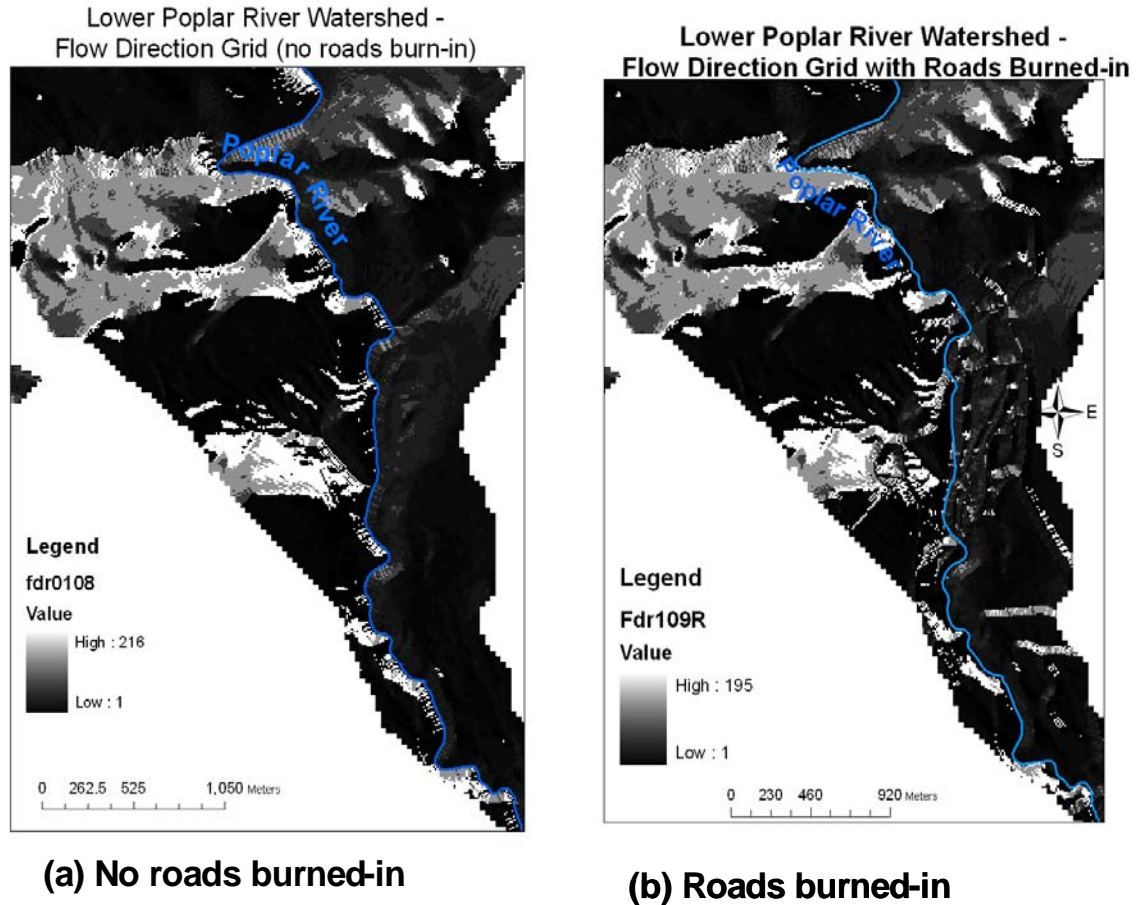 Lower Poplar River Watershed -
Flow Direction Grid (no roads burn-in)
Poplar River
Legend
fdr0108
Value
High : 216
Low : 1
0 262.5 525 1,050 Meters
(a) No roads burned-in
Lower Poplar River Watershed -
Flow Direction Grid with Roads Burned-in
Poplar River
E
S
Legend
Fdr109R
Value
High : 195
Low : 1
0 230 460 920 Meters
(b) Roads burned-in